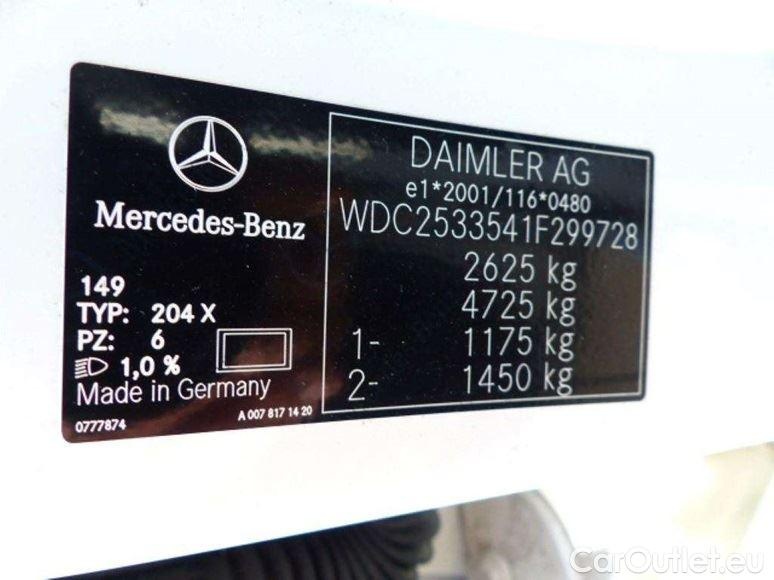 Mercedes-Benz
149
TYP: 204 X
PZ: 6
1,0 %
Made in Germany
0777874
A 007 817 14 20
DAIMLER AG
e1*2001/116*0480
WDC2533541F299728
2625 kg
4725 kg
1- 1175 kg
2- 1450 kg
CarOutlet.eu